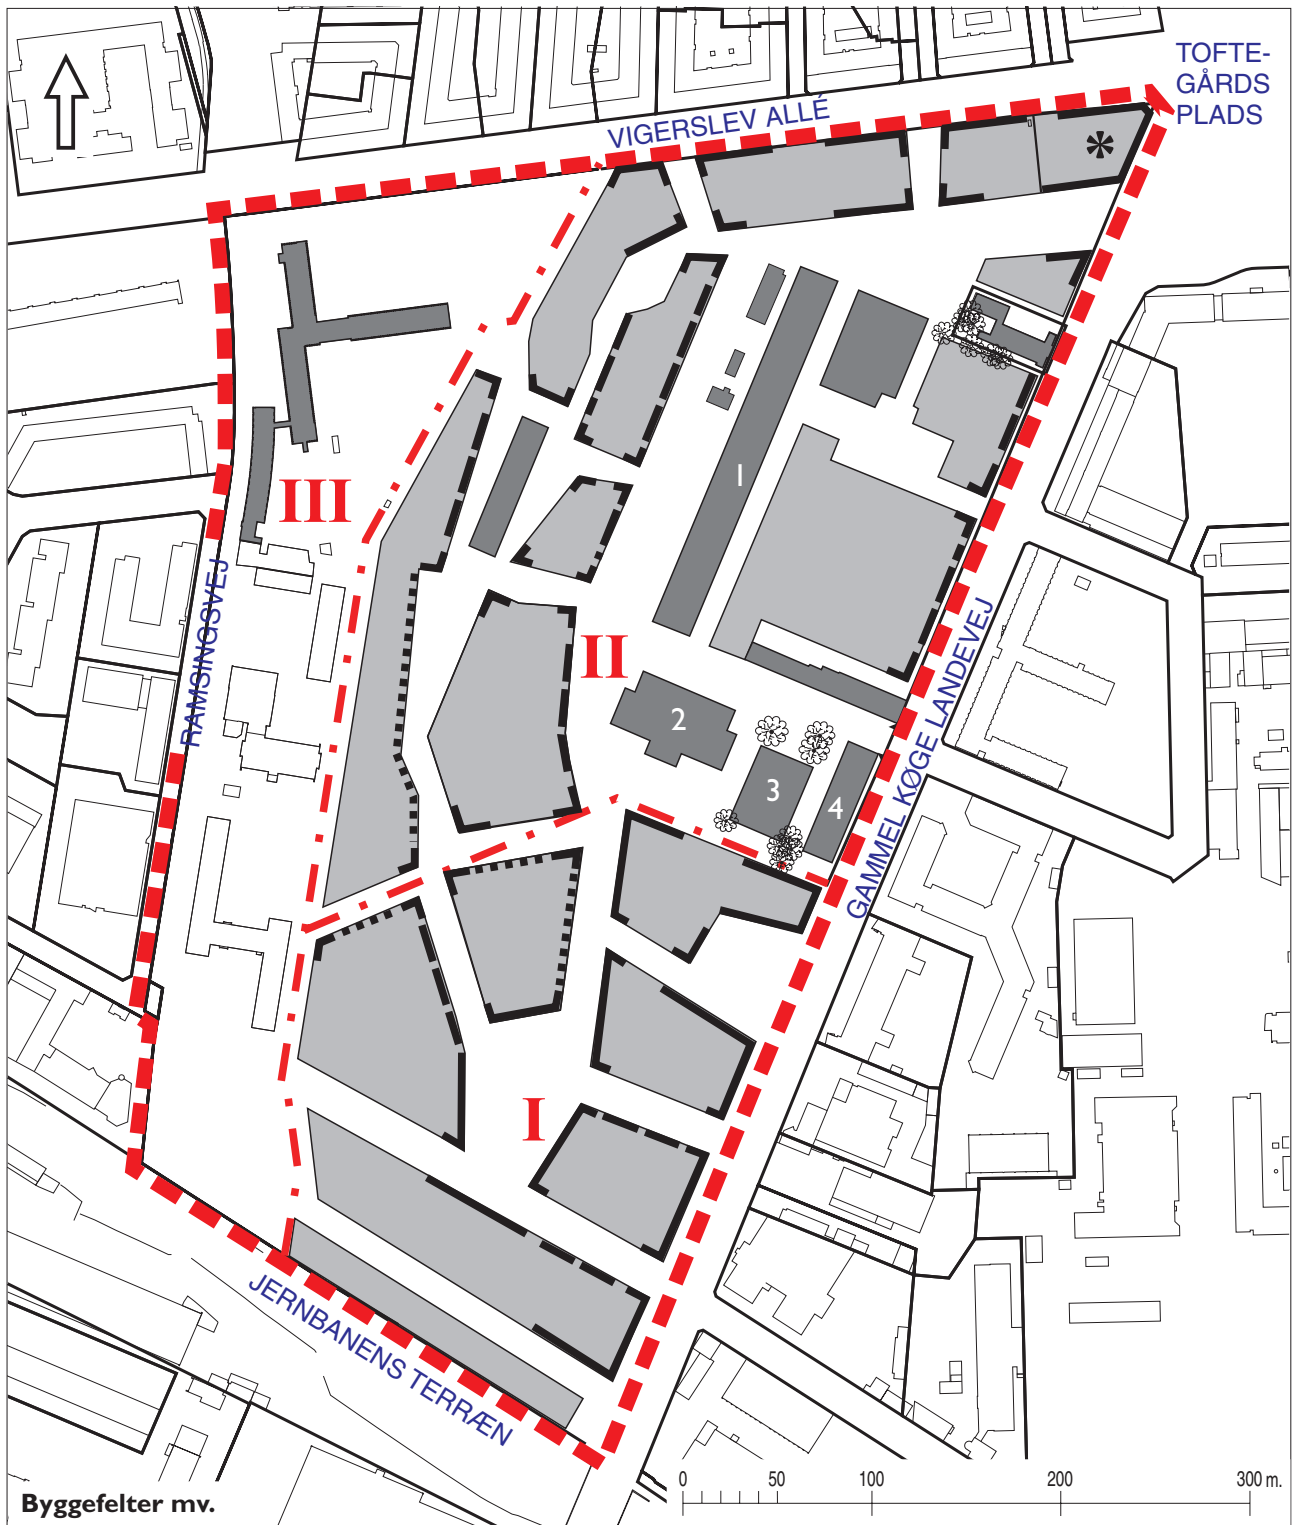 TOFTE-
GÅRDS
PLADS
VIGERSLEV ALLÉ
*
1
III
RAMSINGSVEJ
II
2
3
4
GAMMEL KØGE LANDEVEJ
I
JERNBANENS TERRÆN
0 50 100 200 300 m.
Byggefelter mv.